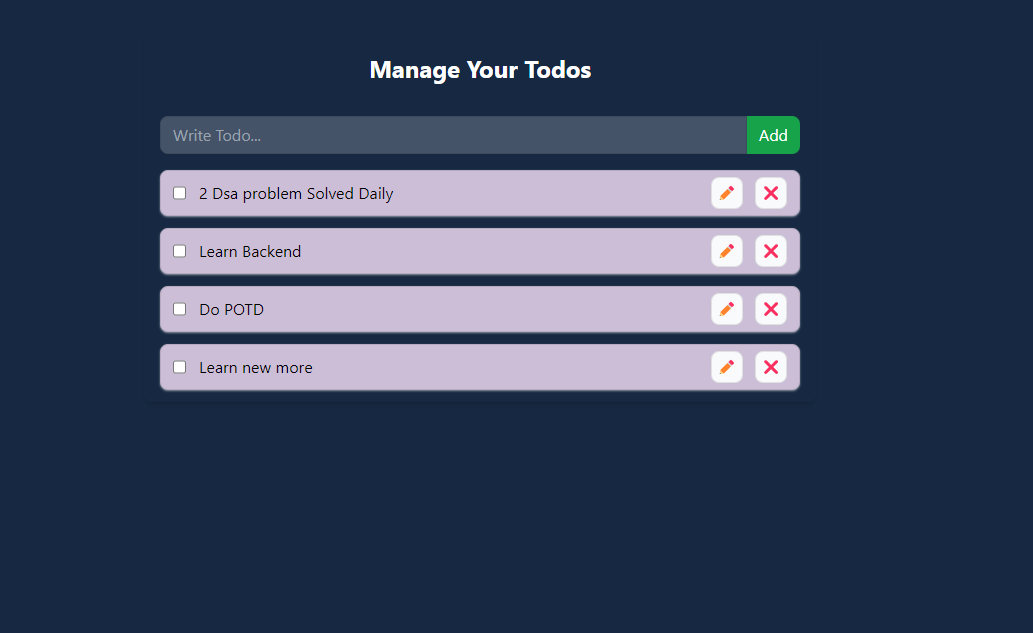 Manage Your Todos
Write Todo...
Add
2 Dsa problem Solved Daily
Learn Backend
Do POTD
Learn new more